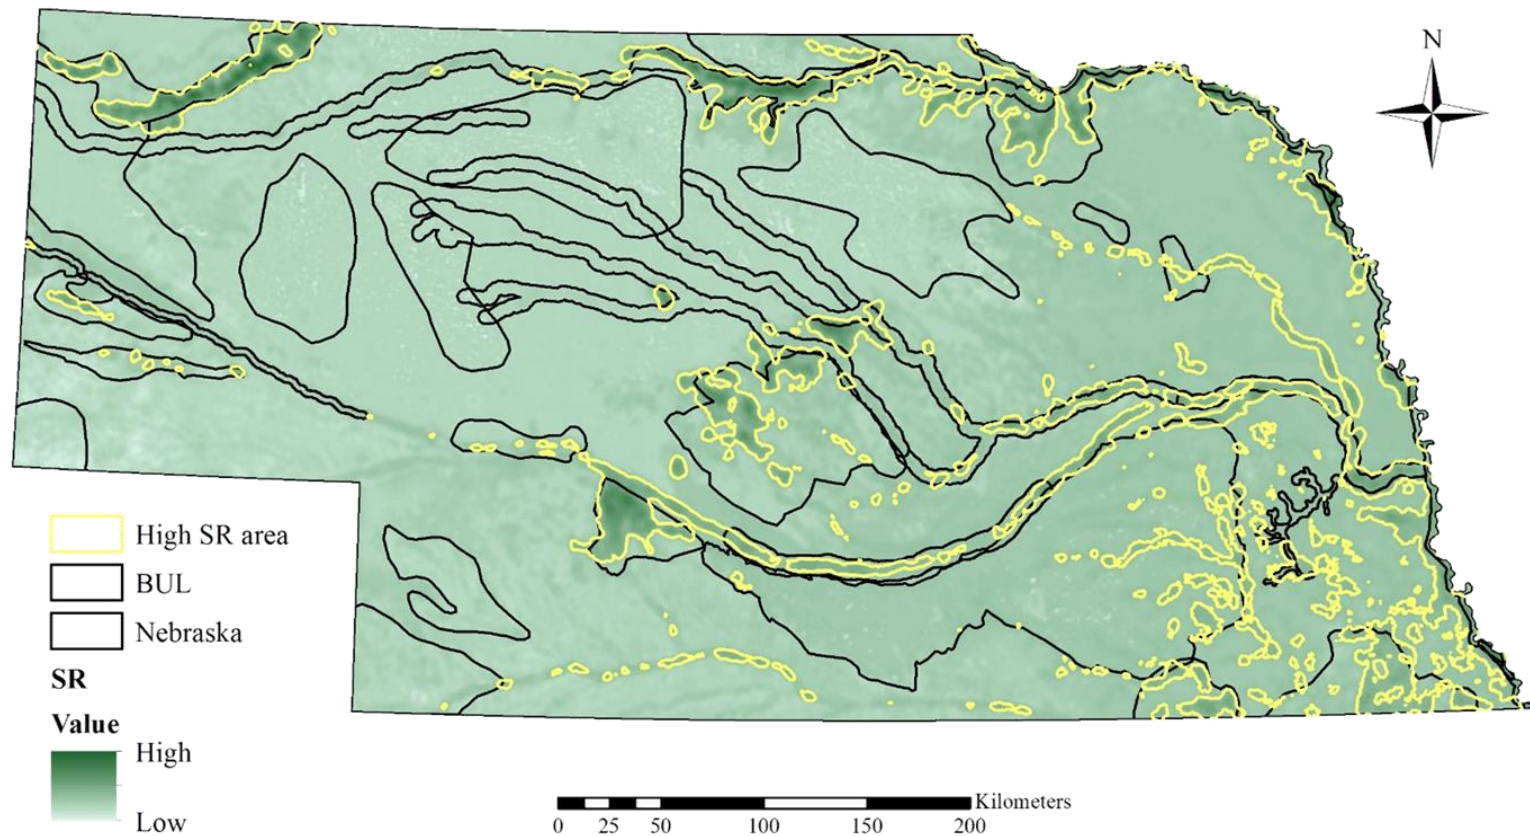 N
High SR area
BUL
Nebraska
SR
Value
High
Low
Kilometers
0 25 50 100 150 200